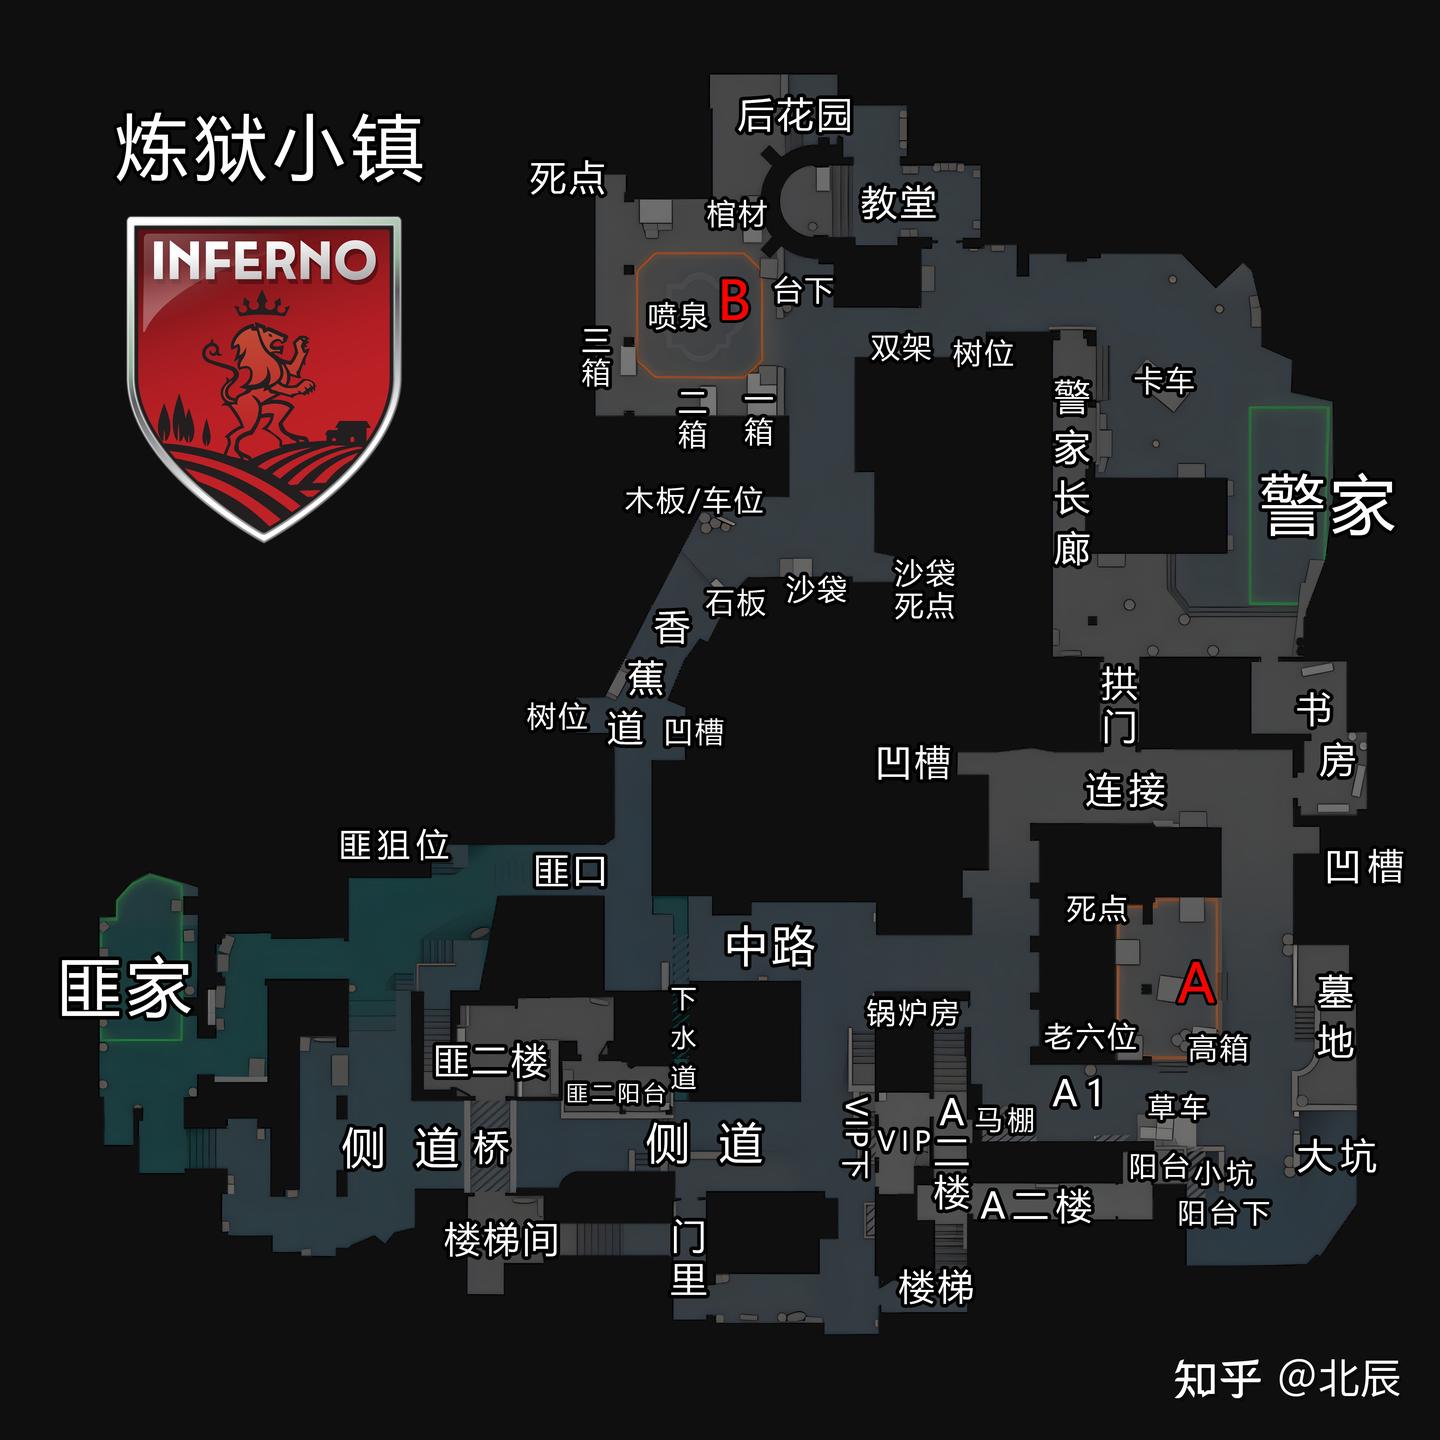 炼狱小镇
INFERNO
后花园
死点
棺材
教堂
喷泉
B
台下
三箱
二箱
一箱
双架
树位
警家长廊
卡车
警家
木板/车位
石板
沙袋
沙袋
死点
香蕉道
树位
凹槽
拱门
书房
凹槽
连接
凹槽
匪狙位
匪口
死点
中路
匪家
A
墓地
下水道
锅炉房
老六位
高箱
匪二楼
匪二阳台
A1
草车
侧道
桥
侧道
VIP下
VIP
A二楼
马棚
阳台
小坑
大坑
A二楼
阳台下
楼梯间
门里
楼梯
知乎 @北辰